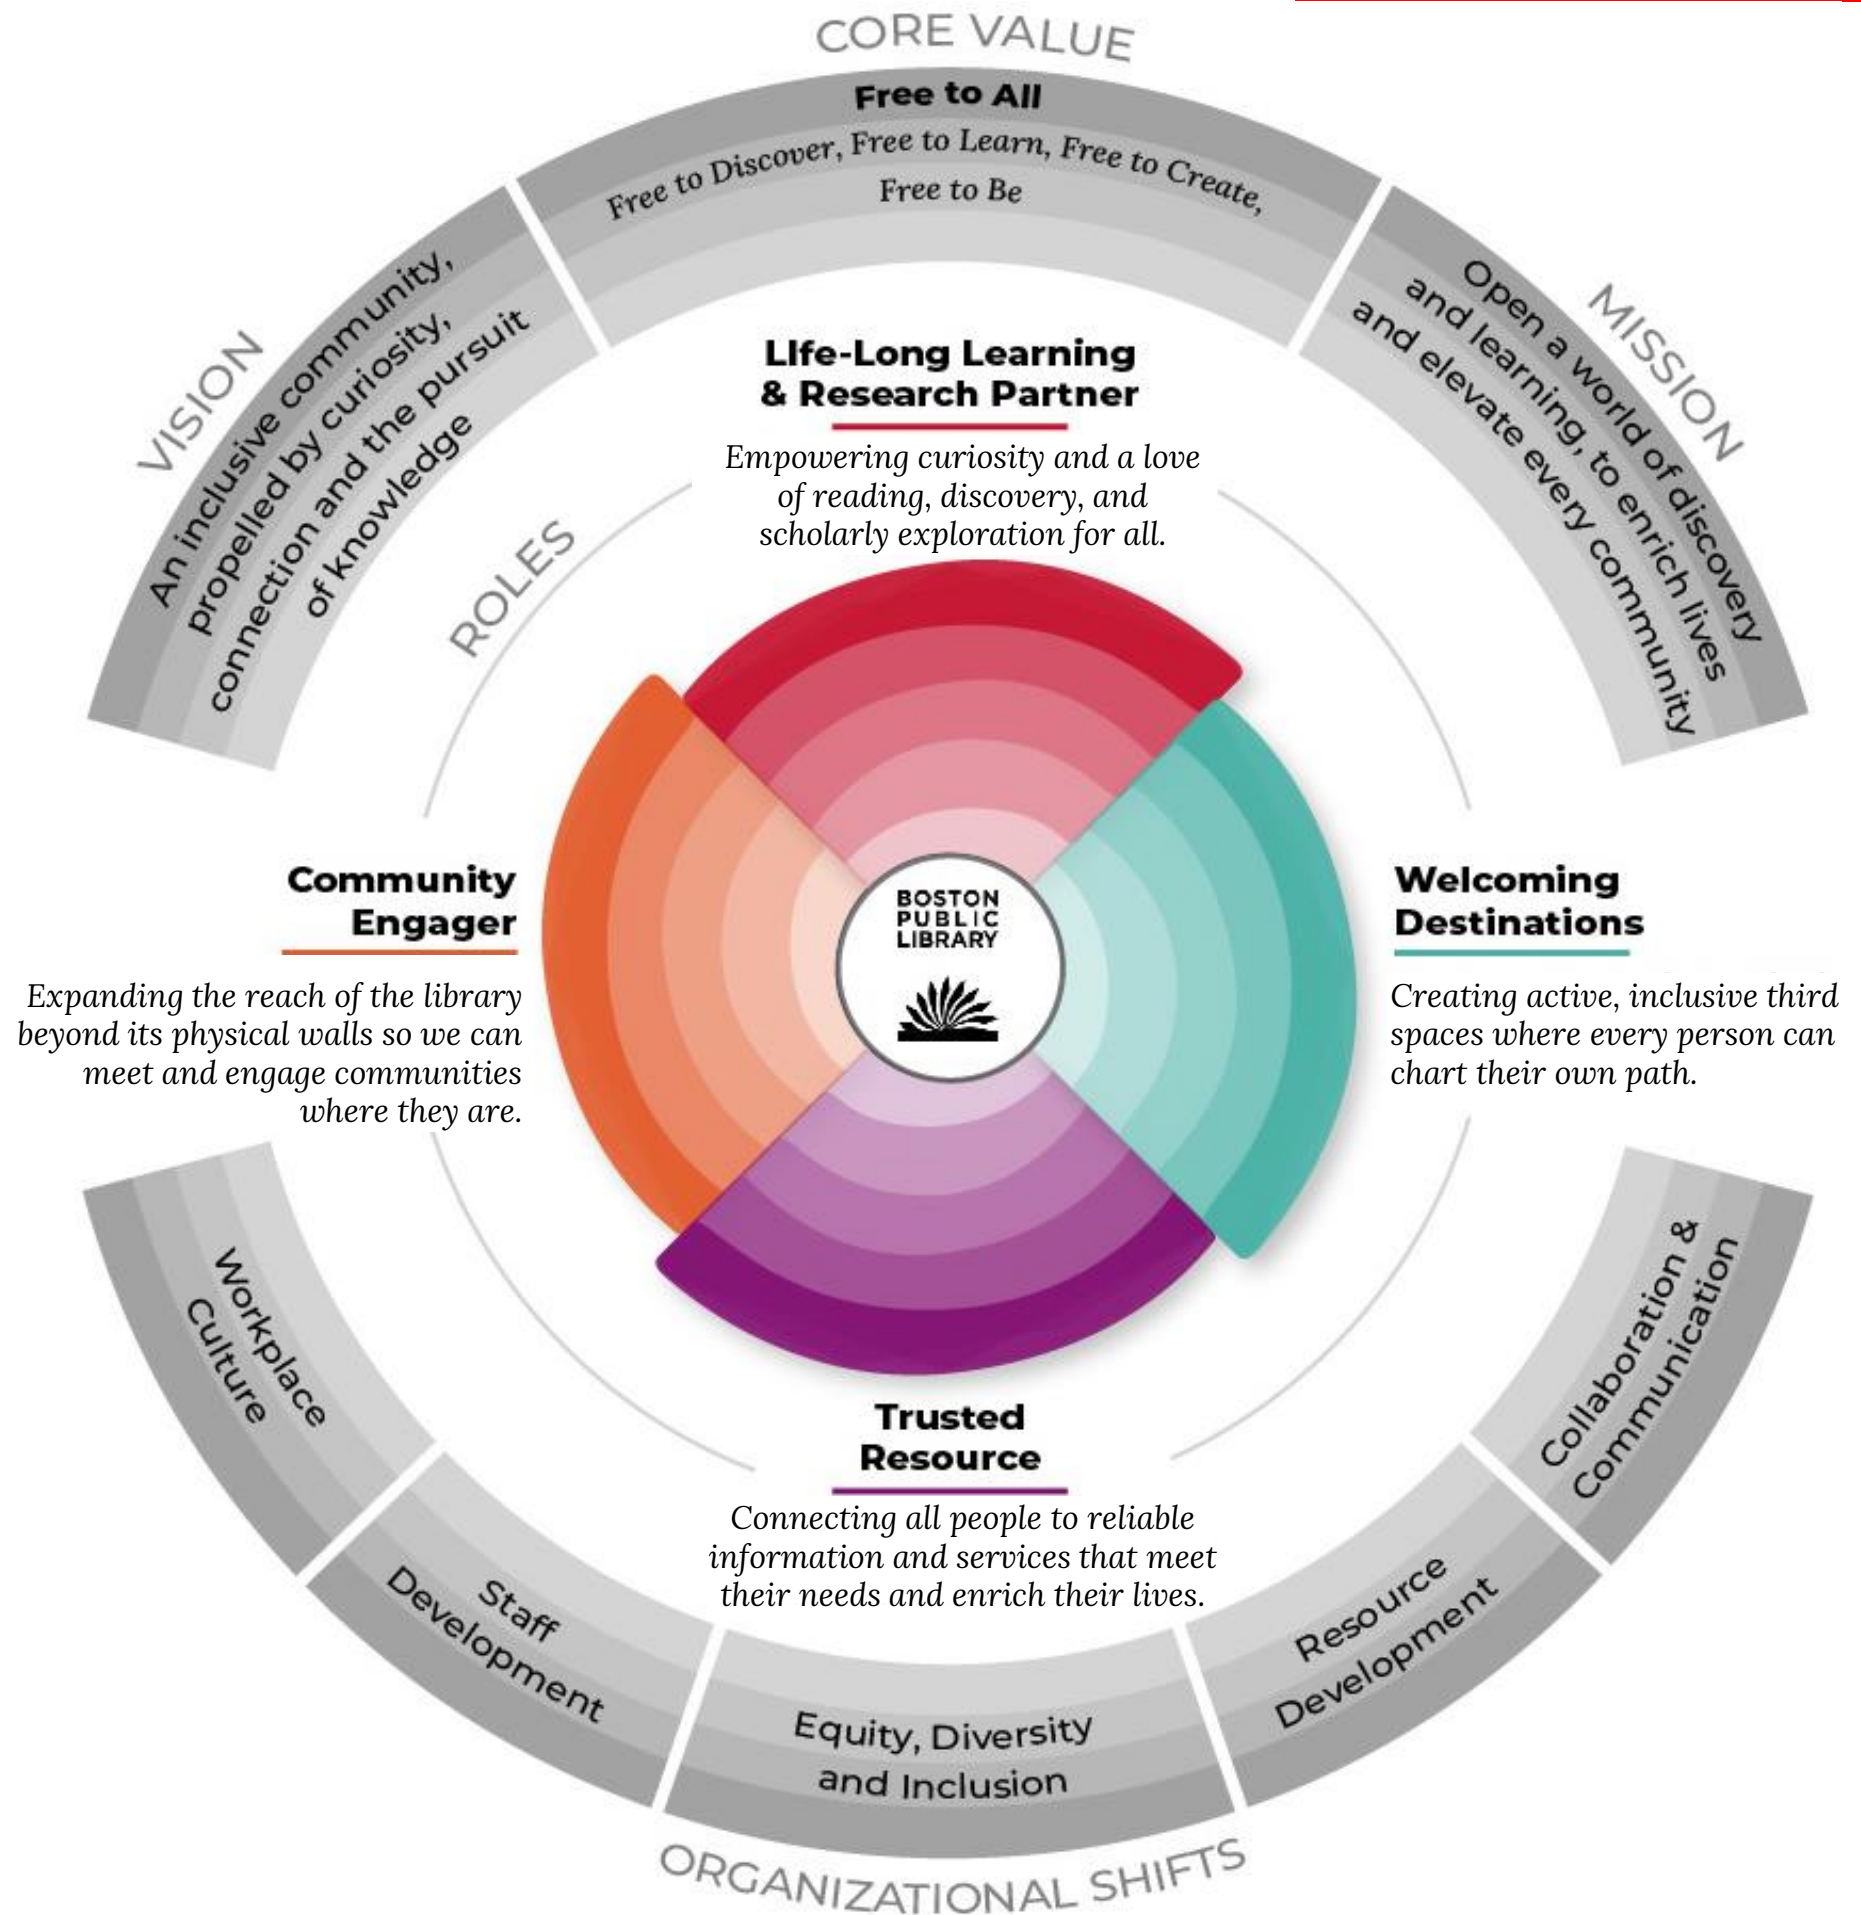 CORE VALUE
Free to All
Free to Discover, Free to Learn, Free to Create,
Free to Be
VISION
An inclusive community,
propelled by curiosity,
connection and the pursuit
of knowledge
MISSION
Open a world of discovery
and learning, to enrich lives
and elevate every community
ROLES
LIfe-Long Learning
& Research Partner
Empowering curiosity and a love
of reading, discovery, and
scholarly exploration for all.
Community
Engager
Expanding the reach of the library
beyond its physical walls so we can
meet and engage communities
where they are.
BOSTON
PUBLIC
LIBRARY
Welcoming
Destinations
Creating active, inclusive third
spaces where every person can
chart their own path.
Trusted
Resource
Connecting all people to reliable
information and services that meet
their needs and enrich their lives.
Workplace
Culture
Staff
Development
Equity, Diversity
and Inclusion
Resource
Development
Collaboration &
Communication
ORGANIZATIONAL SHIFTS